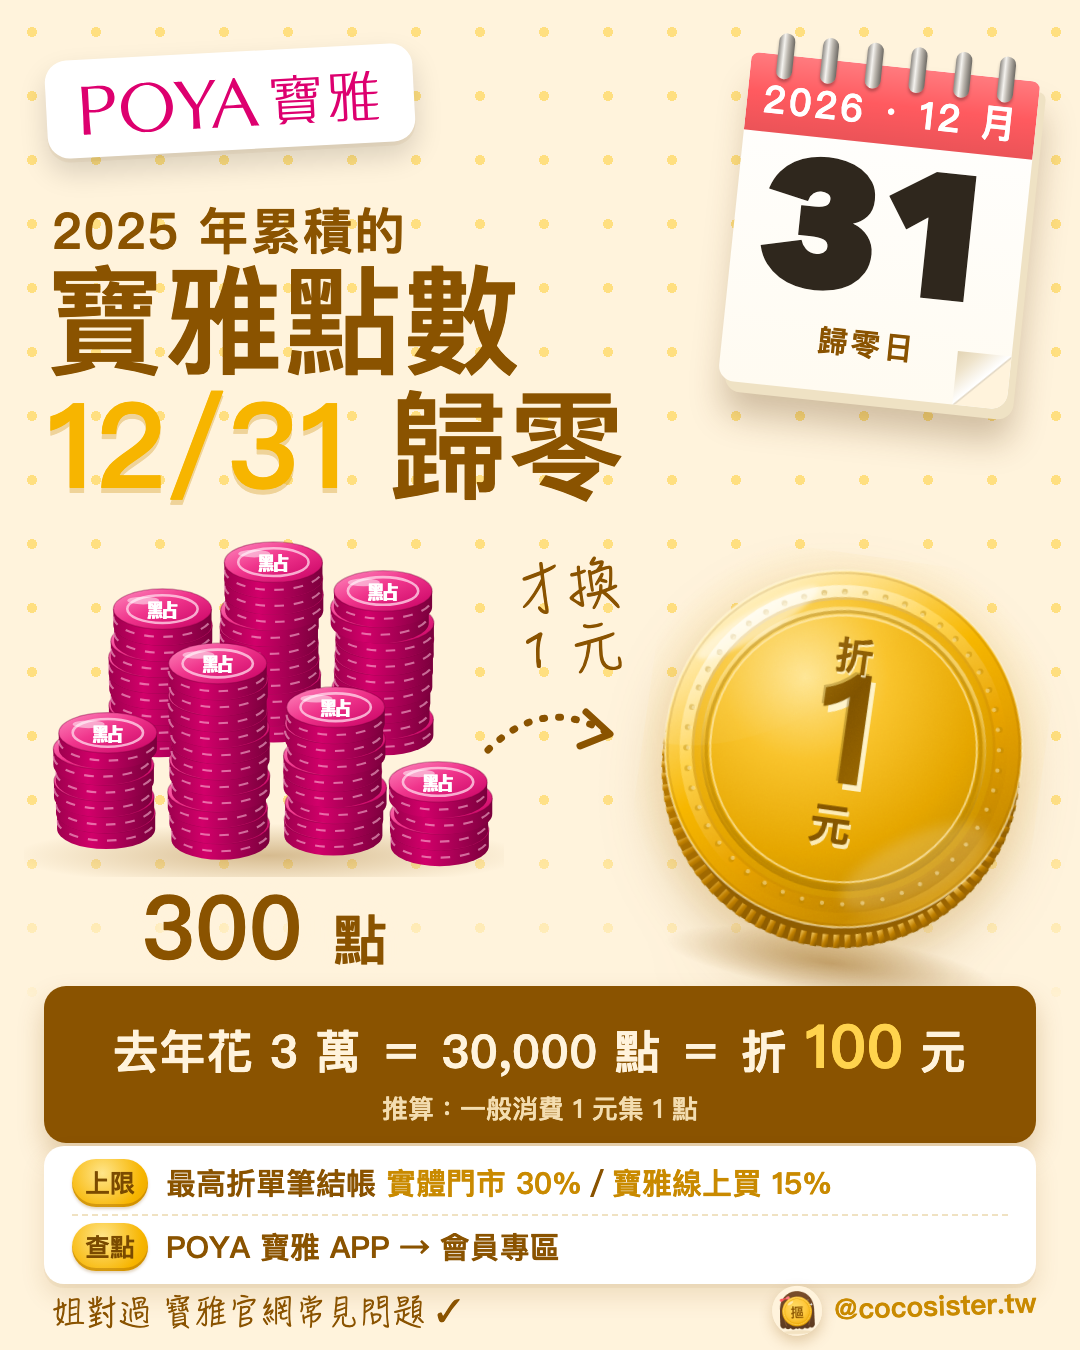 POYA 寶雅
2026 · 12 月
31
歸零日
2025 年累積的
寶雅點數
12/31 歸零
點
點
點
點
點
點
點
才換
1 元
折
1
元
300 點
去年花 3 萬 = 30,000 點 = 折 100 元
推算：一般消費 1 元集 1 點
上限 最高折單筆結帳 實體門市 30% / 寶雅線上買 15%
查點 POYA 寶雅 APP → 會員專區
姐對過 寶雅官網常見問題 ✓
摳
@cocosister.tw